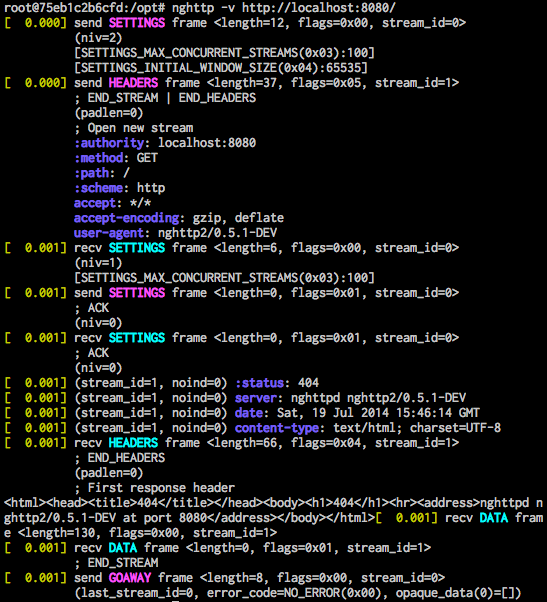 root@75eb1c2b6cfd:/opt# nghttp -v http://localhost:8080/
[  0.000] send SETTINGS frame <length=12, flags=0x00, stream_id=0>
(niv=2)
[SETTINGS_MAX_CONCURRENT_STREAMS(0x03):100]
[SETTINGS_INITIAL_WINDOW_SIZE(0x04):65535]
[  0.000] send HEADERS frame <length=37, flags=0x05, stream_id=1>
; END_STREAM | END_HEADERS
(padlen=0)
; Open new stream
:authority: localhost:8080
:method: GET
:path: /
:scheme: http
accept: */*
accept-encoding: gzip, deflate
user-agent: nghttp2/0.5.1-DEV
[  0.001] recv SETTINGS frame <length=6, flags=0x00, stream_id=0>
(niv=1)
[SETTINGS_MAX_CONCURRENT_STREAMS(0x03):100]
[  0.001] send SETTINGS frame <length=0, flags=0x01, stream_id=0>
; ACK
(niv=0)
[  0.001] recv SETTINGS frame <length=0, flags=0x01, stream_id=0>
; ACK
(niv=0)
[  0.001] (stream_id=1, noind=0) :status: 404
[  0.001] (stream_id=1, noind=0) server: nghttpd nghttp2/0.5.1-DEV
[  0.001] (stream_id=1, noind=0) date: Sat, 19 Jul 2014 15:46:14 GMT
[  0.001] (stream_id=1, noind=0) content-type: text/html; charset=UTF-8
[  0.001] recv HEADERS frame <length=66, flags=0x04, stream_id=1>
; END_HEADERS
(padlen=0)
; First response header
<html><head><title>404</title></head><body><h1>404</h1><hr><address>nghttpd n
ghttp2/0.5.1-DEV at port 8080</address></body></html>[  0.001] recv DATA fram
e <length=130, flags=0x00, stream_id=1>
[  0.001] recv DATA frame <length=0, flags=0x01, stream_id=1>
; END_STREAM
[  0.001] send GOAWAY frame <length=8, flags=0x00, stream_id=0>
(last_stream_id=0, error_code=NO_ERROR(0x00), opaque_data(0)=[])